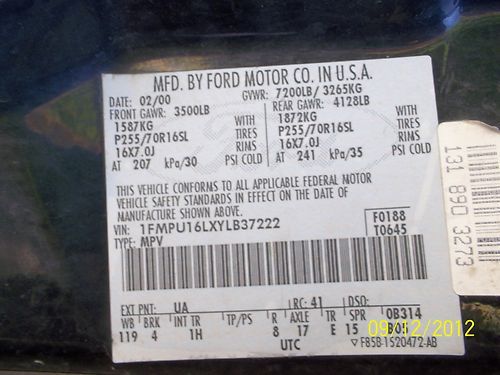 MFD. BY FORD MOTOR CO. IN U.S.A.
DATE: 02/00 GVWR: 7200LB/ 3265KG
FRONT GAWR: 3500LB REAR GAWR: 4128LB
1587KG WITH 1872KG WITH
P255/70R16SL TIRES P255/70R16SL TIRES
16X7.0J RIMS 16X7.0J RIMS
AT 207 kPa/30 PSI COLD AT 241 kPa/35 PSI COLD
THIS VEHICLE CONFORMS TO ALL APPLICABLE FEDERAL MOTOR
VEHICLE SAFETY STANDARDS IN EFFECT ON THE DATE OF
MANUFACTURE SHOWN ABOVE.
VIN: 1FMPU16LXYLB37222 F0188
TYPE: MPV T0645
EXT PNT: UA RC: 41 DSO:
WB BRK INT TR TP/PS R AXLE TR SPR 0B314
119 4 1H 8 17 E 15
UTC F85B-1520472-AB
131 890 3273
09/12/2012